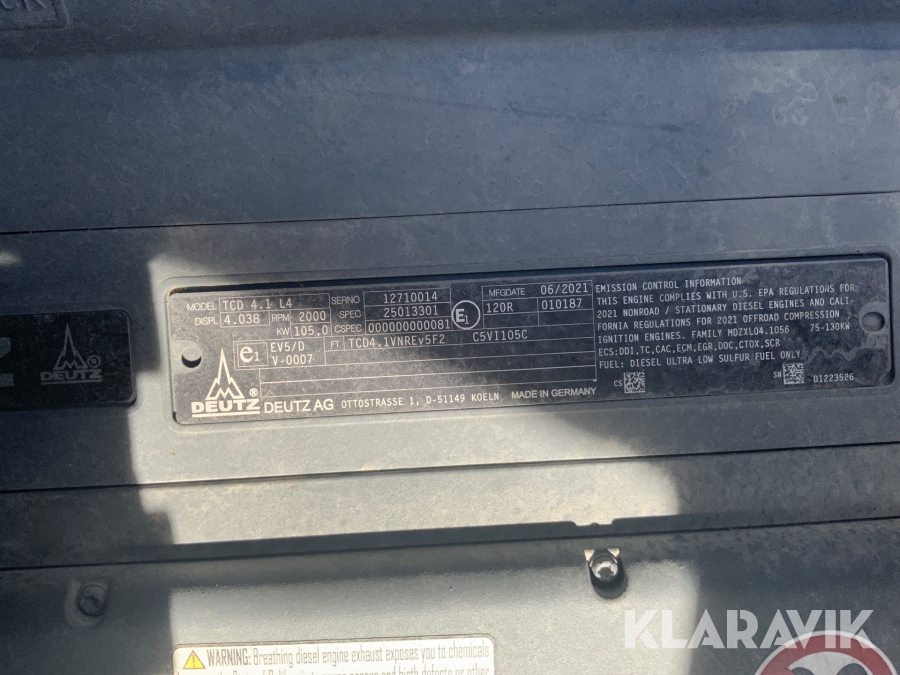 MODEL TCD 4.1 L4 SERNO 12710014 MFGDATE 06/2021
DISPL 4.038 RPM 2000 SPEC 25013301 E1 120R 010187
KW 105,0 CSPEC 000000000081
e1 EV5/D FT TCD4.1VNREv5F2 C5VI105C
V-0007
DEUTZ
DEUTZ AG OTTOSTRASSE 1, D-51149 KOELN MADE IN GERMANY
EMISSION CONTROL INFORMATION
THIS ENGINE COMPLIES WITH U.S. EPA REGULATIONS FOR
2021 NONROAD / STATIONARY DIESEL ENGINES AND CALI-
FORNIA REGULATIONS FOR 2021 OFFROAD COMPRESSION
IGNITION ENGINES. FAMILY MDZXL04.1056 75-130KW
ECS:DDI,TC,CAC,ECM,EGR,DOC,CTOX,SCR
FUEL: DIESEL ULTRA LOW SULFUR FUEL ONLY
CS SN D1223526
DEUTZ
WARNING: Breathing diesel engine exhaust exposes you to chemicals
KLARAVIK